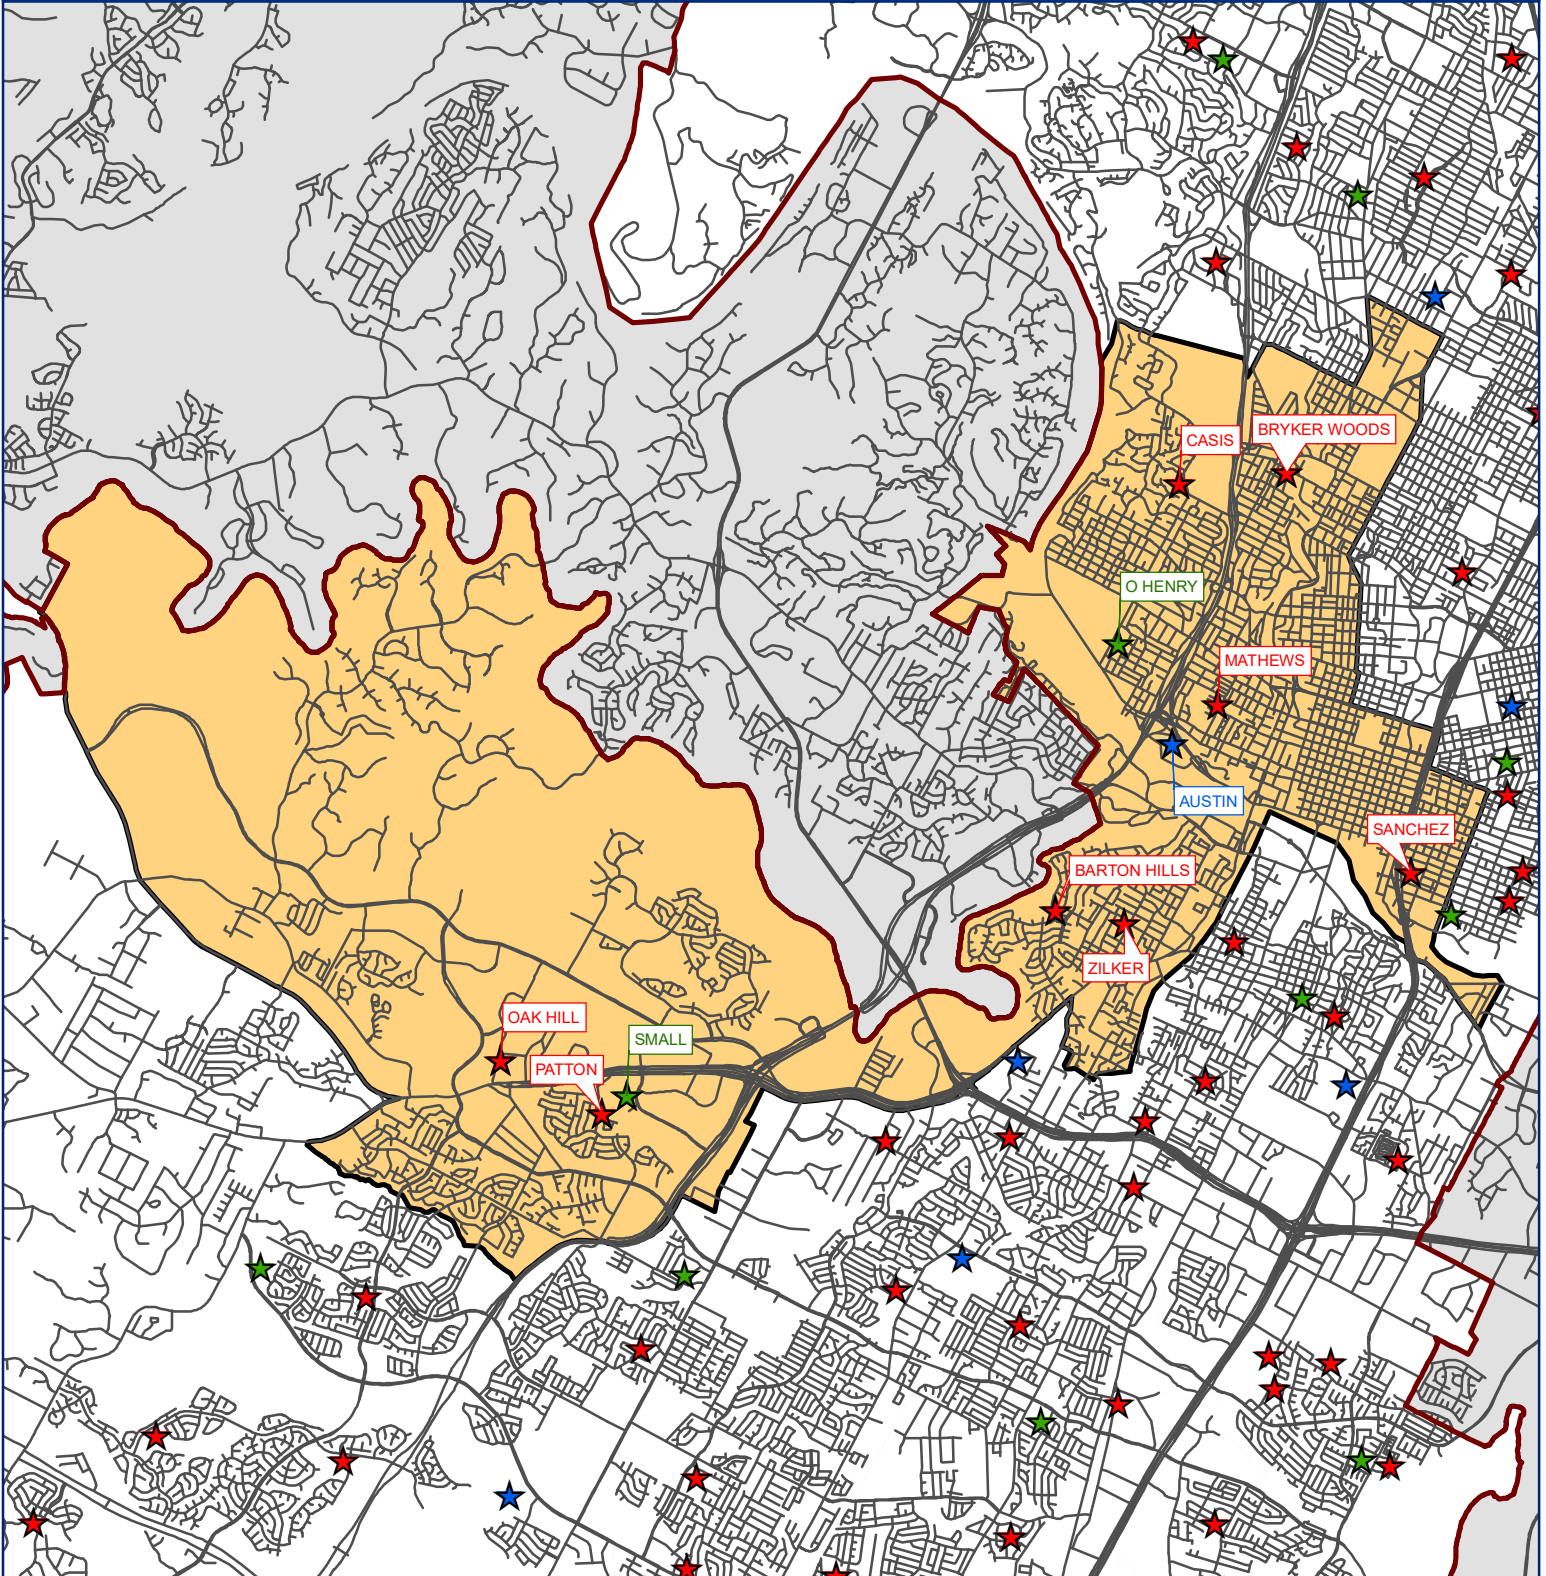 BRYKER WOODS
CASIS
O HENRY
MATHEWS
AUSTIN
SANCHEZ
BARTON HILLS
ZILKER
OAK HILL
SMALL
PATTON